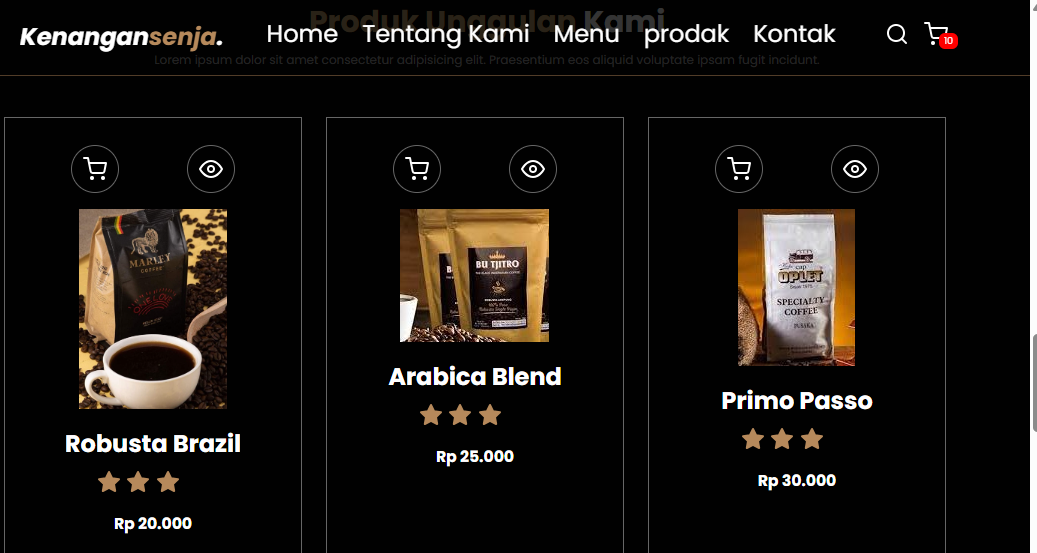 Produk Unggulan Kami
Kenangansenja.
Home Tentang Kami Menu prodak Kontak
10
Lorem ipsum dolor sit amet consectetur adipisicing elit. Praesentium eos aliquid voluptate ipsam fugit incidunt.
MARLEY
COFFEE
BU TJITRO
cap
OPLET
SPECIALTY
COFFEE
PUSAKA
Robusta Brazil
Rp 20.000
Arabica Blend
Rp 25.000
Primo Passo
Rp 30.000